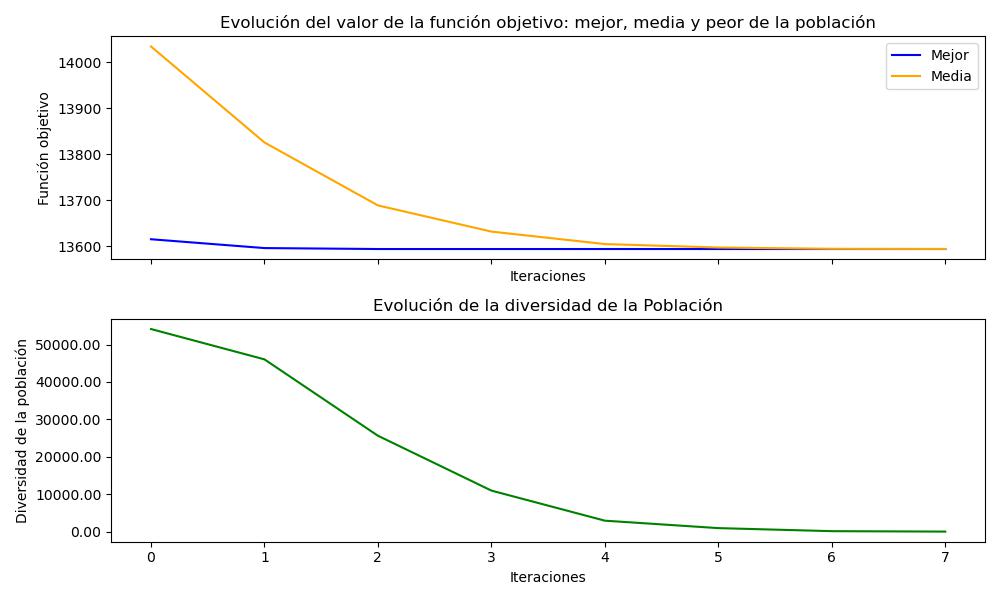 Evolución del valor de la función objetivo: mejor, media y peor de la población
14000
13900
13800
13700
13600
Función objetivo
Mejor
Media
Iteraciones
Evolución de la diversidad de la Población
50000.00
40000.00
30000.00
20000.00
10000.00
0.00
Diversidad de la población
0 1 2 3 4 5 6 7
Iteraciones